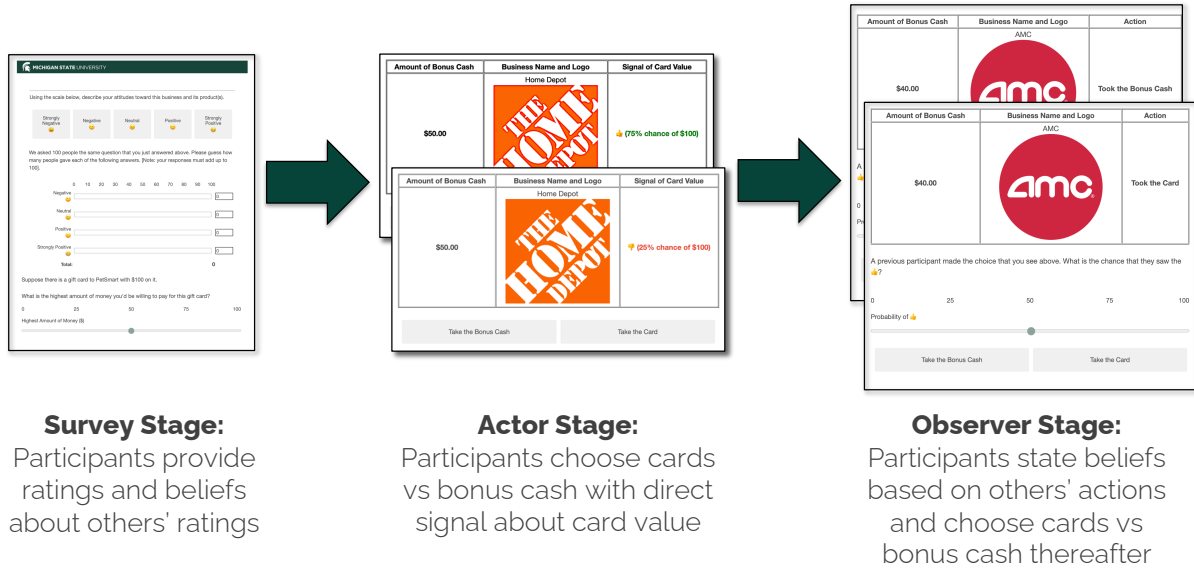 MICHIGAN STATE UNIVERSITY
Using the scale below, describe your attitudes toward this business and its product(s).
Strongly
Negative
Negative
Neutral
Positive
Strongly
Positive
We asked 100 people the same question that you just answered above. Please guess how
many people gave each of the following answers. [Note: your responses must add up to
100].
0 10 20 30 40 50 60 70 80 90 100
Negative
0
Neutral
0
Positive
0
Strongly Positive
0
Total: 0
Suppose there is a gift card to PetSmart with $100 on it.
What is the highest amount of money you'd be willing to pay for this gift card?
0 25 50 75 100
Highest Amount of Money ($)
Survey Stage:
Participants provide
ratings and beliefs
about others' ratings
Amount of Bonus Cash Business Name and Logo Signal of Card Value
Home Depot
$50.00
THE
HOME
👍 (75% chance of $100)
Amount of Bonus Cash Business Name and Logo Signal of Card Value
Home Depot
$50.00
THE
HOME
DEPOT
👎 (25% chance of $100)
Take the Bonus Cash Take the Card
Actor Stage:
Participants choose cards
vs bonus cash with direct
signal about card value
Amount of Bonus Cash Business Name and Logo Action
AMC
$40.00
amc
Took the Bonus Cash
A
0
Pr
Amount of Bonus Cash Business Name and Logo Action
AMC
$40.00
amc
Took the Card
A previous participant made the choice that you see above. What is the chance that they saw the
👍?
0 25 50 75 100
Probability of 👍
Take the Bonus Cash Take the Card
Observer Stage:
Participants state beliefs
based on others' actions
and choose cards vs
bonus cash thereafter